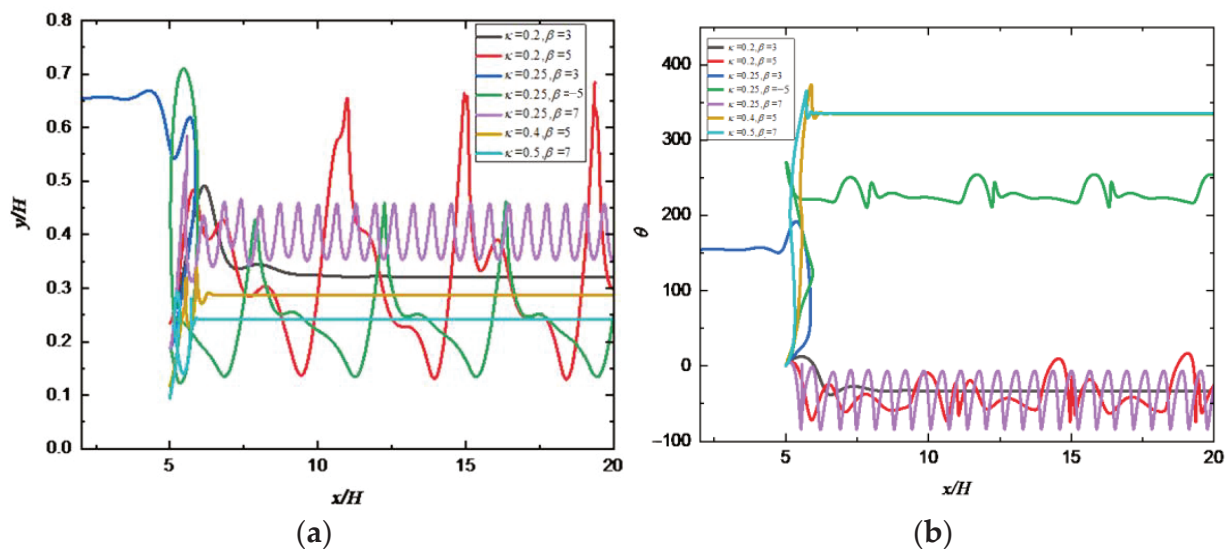 0.8
0.7
0.6
0.5
0.4
0.3
0.2
0.1
0.0
y/H
5 10 15 20
x/H
κ=0.2,β=3
κ=0.2,β=5
κ=0.25,β=3
κ=0.25,β=−5
κ=0.25,β=7
κ=0.4,β=5
κ=0.5,β=7
(a)
400
300
200
100
0
−100
θ
5 10 15 20
x/H
κ=0.2,β=3
κ=0.2,β=5
κ=0.25,β=3
κ=0.25,β=−5
κ=0.25,β=7
κ=0.4,β=5
κ=0.5,β=7
(b)